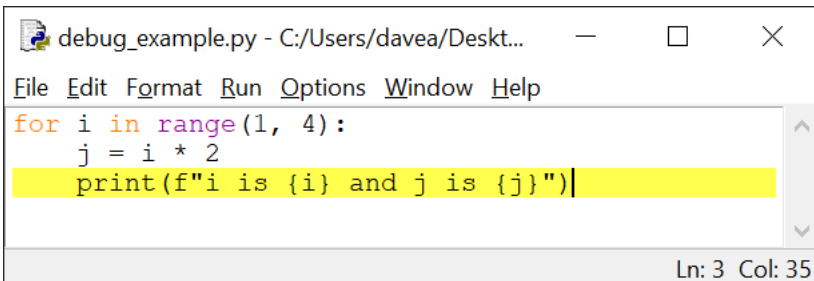 debug_example.py - C:/Users/davea/Deskt...
File Edit Format Run Options Window Help
for i in range(1, 4):
    j = i * 2
    print(f"i is {i} and j is {j}")
Ln: 3 Col: 35